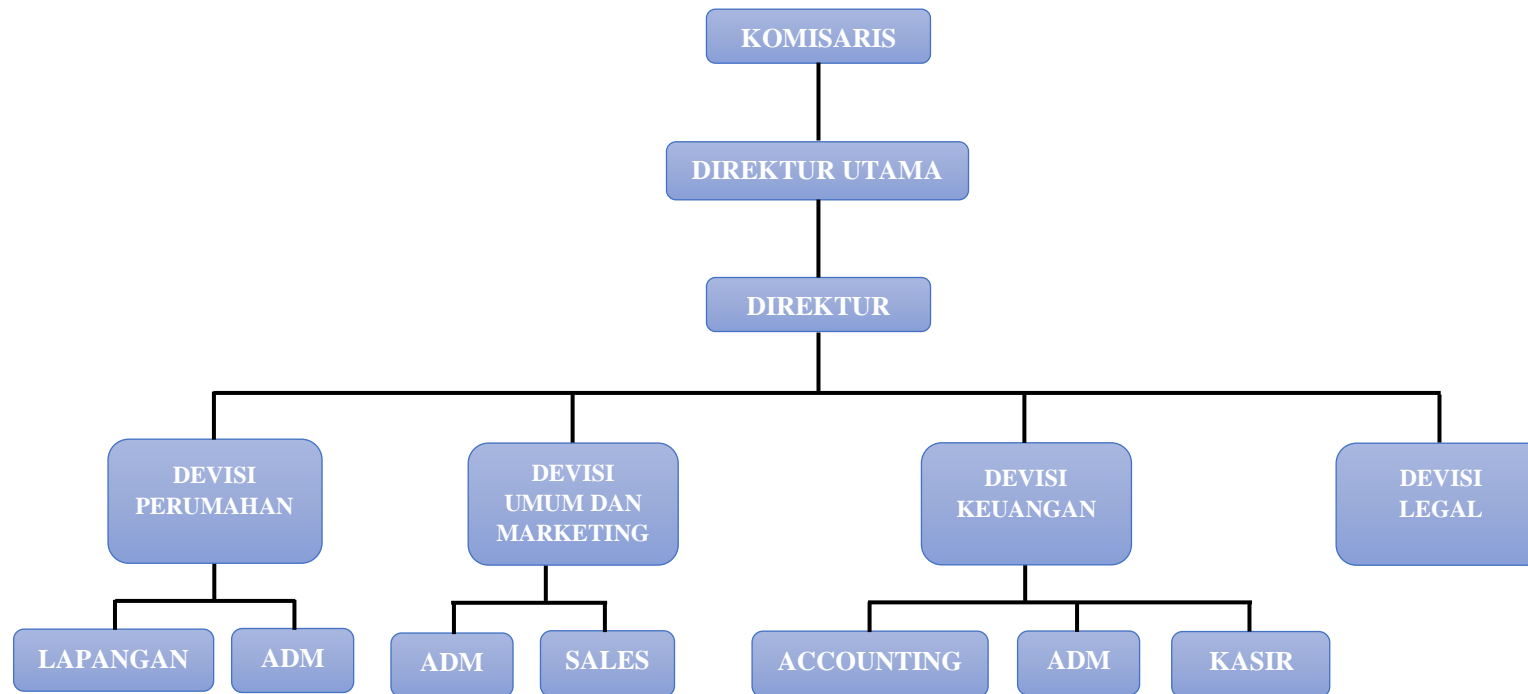 KOMISARIS
DIREKTUR UTAMA
DIREKTUR
DEVISI
PERUMAHAN
DEVISI
UMUM DAN
MARKETING
DEVISI
KEUANGAN
DEVISI
LEGAL
LAPANGAN
ADM
ADM
SALES
ACCOUNTING
ADM
KASIR